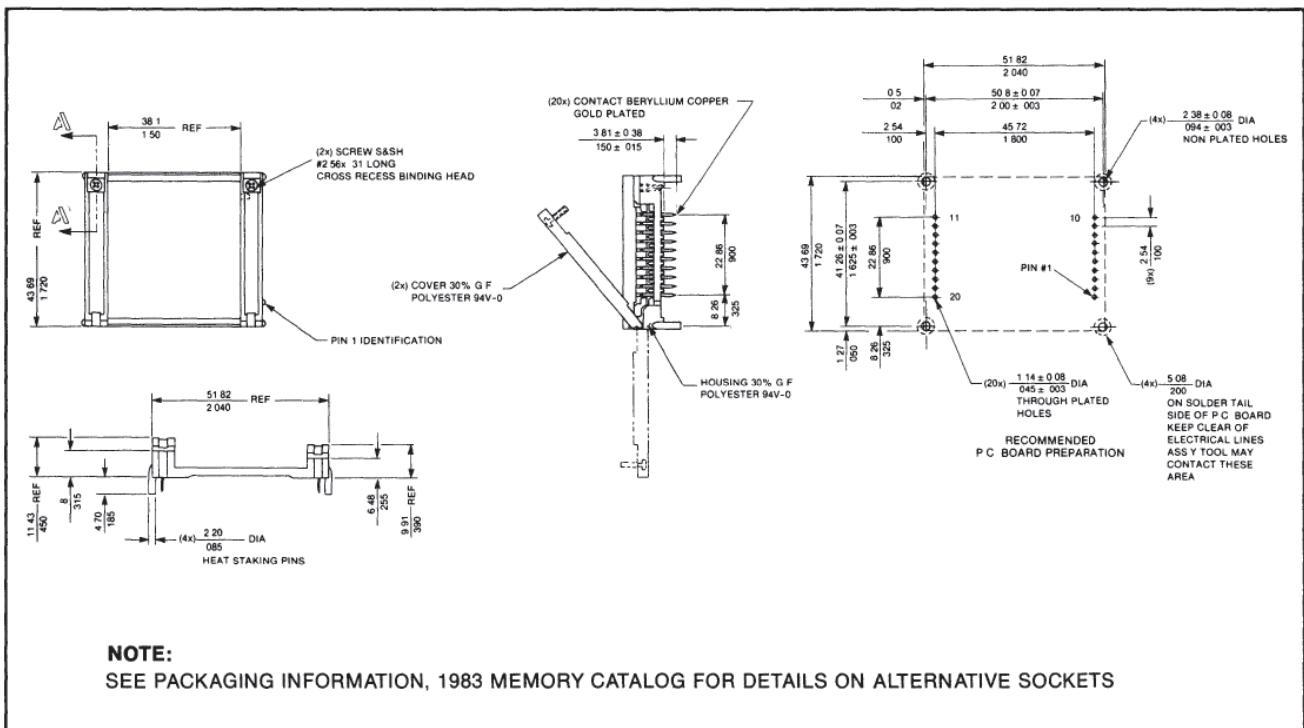 38 1
1 50
REF
A
A
(2x) SCREW S&SH
#2 56x 31 LONG
CROSS RECESS BINDING HEAD
43 69
1 720
REF
PIN 1 IDENTIFICATION
51 82
2 040
REF
11 43
450
REF
8
315
4 70
185
(4x) 2 20
085
DIA
HEAT STAKING PINS
6 48
255
9 91
390
REF
(20x) CONTACT BERYLLIUM COPPER
GOLD PLATED
3 81 ± 0 38
150 ± 015
(2x) COVER 30% G F
POLYESTER 94V-0
22 86
900
8 26
325
HOUSING 30% G F
POLYESTER 94V-0
51 82
2 040
0 5
02
50 8 ± 0 07
2 00 ± 003
2 54
100
45 72
1 800
(4x) 2 38 ± 0 08
094 ± 003
DIA
NON PLATED HOLES
43 69
1 720
41 26 ± 0 07
1 625 ± 003
22 86
900
11
10
20
PIN #1
(9x) 2 54
100
1 27
050
8 26
325
(20x) 1 14 ± 0 08
045 ± 003
DIA
THROUGH PLATED
HOLES
(4x) 5 08
200
DIA
ON SOLDER TAIL
SIDE OF P C BOARD
KEEP CLEAR OF
ELECTRICAL LINES
ASS Y TOOL MAY
CONTACT THESE
AREA
RECOMMENDED
P C BOARD PREPARATION
NOTE:
SEE PACKAGING INFORMATION, 1983 MEMORY CATALOG FOR DETAILS ON ALTERNATIVE SOCKETS